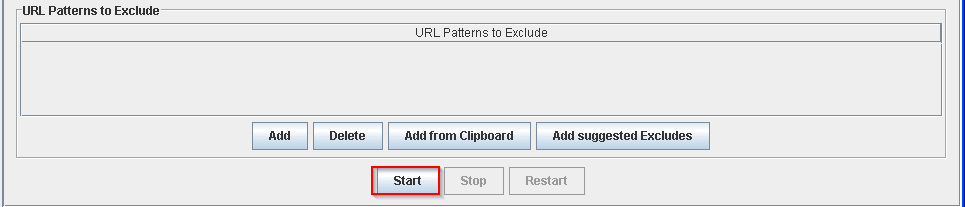 URL Patterns to Exclude
URL Patterns to Exclude
Add Delete Add from Clipboard Add suggested Excludes
Start Stop Restart